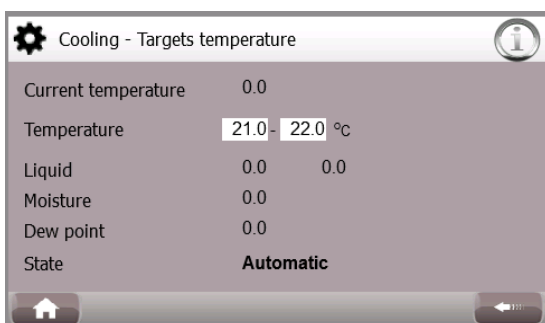 Cooling - Targets temperature
Current temperature 0.0
Temperature 21.0 - 22.0 °C
Liquid 0.0 0.0
Moisture 0.0
Dew point 0.0
State Automatic